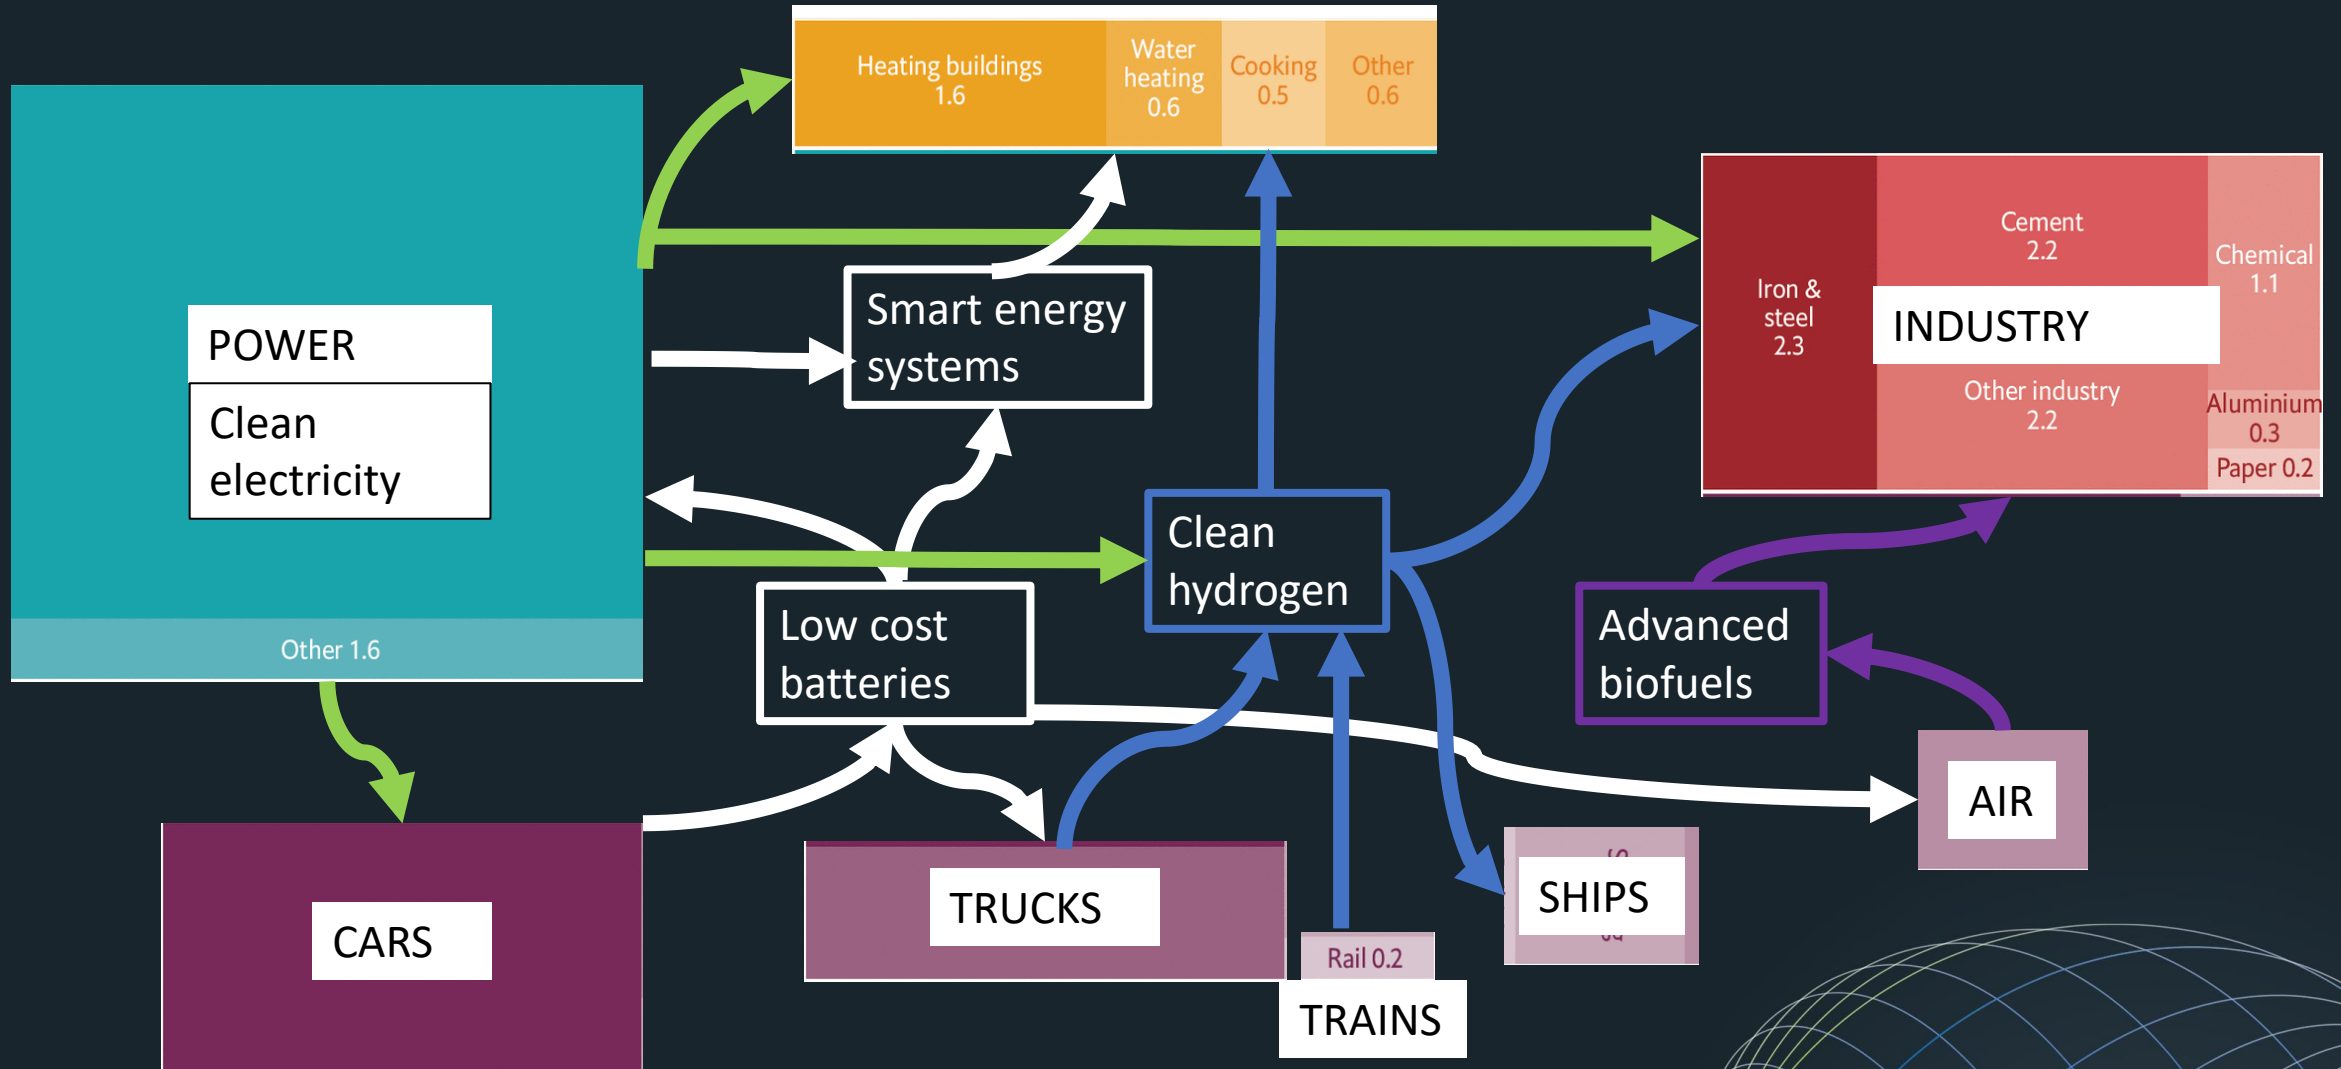 Heating buildings
1.6
Water
heating
0.6
Cooking
0.5
Other
0.6
POWER
Clean
electricity
Other 1.6
Smart energy
systems
Iron &
steel
2.3
Cement
2.2
INDUSTRY
Other industry
2.2
Chemical
1.1
Aluminium
0.3
Paper 0.2
Clean
hydrogen
Low cost
batteries
Advanced
biofuels
CARS
TRUCKS
Rail 0.2
TRAINS
SHIPS
AIR